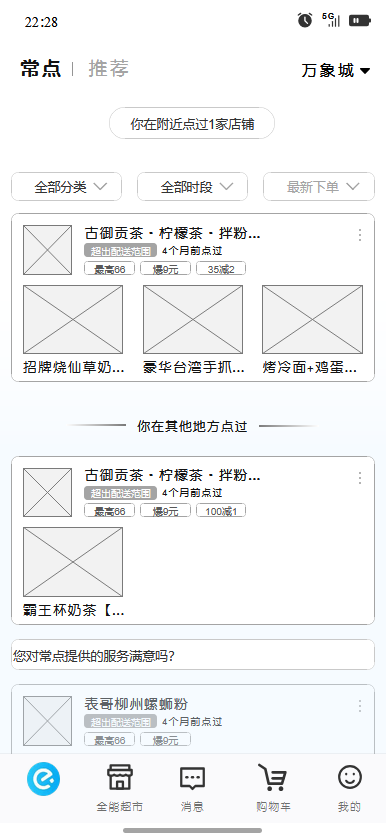 22:28
5G
常点 | 推荐
万象城
你在附近点过1家店铺
全部分类 全部时段 最新下单
古御贡茶·柠檬茶·拌粉...
超出配送范围 4个月前点过
最高66 爆9元 35减2
招牌烧仙草奶... 豪华台湾手抓... 烤冷面+鸡蛋...
你在其他地方点过
古御贡茶·柠檬茶·拌粉...
超出配送范围 4个月前点过
最高66 爆9元 100减1
霸王杯奶茶【...
您对常点提供的服务满意吗?
表哥柳州螺蛳粉
超出配送范围 4个月前点过
最高66 爆9元
全能超市 消息 购物车 我的